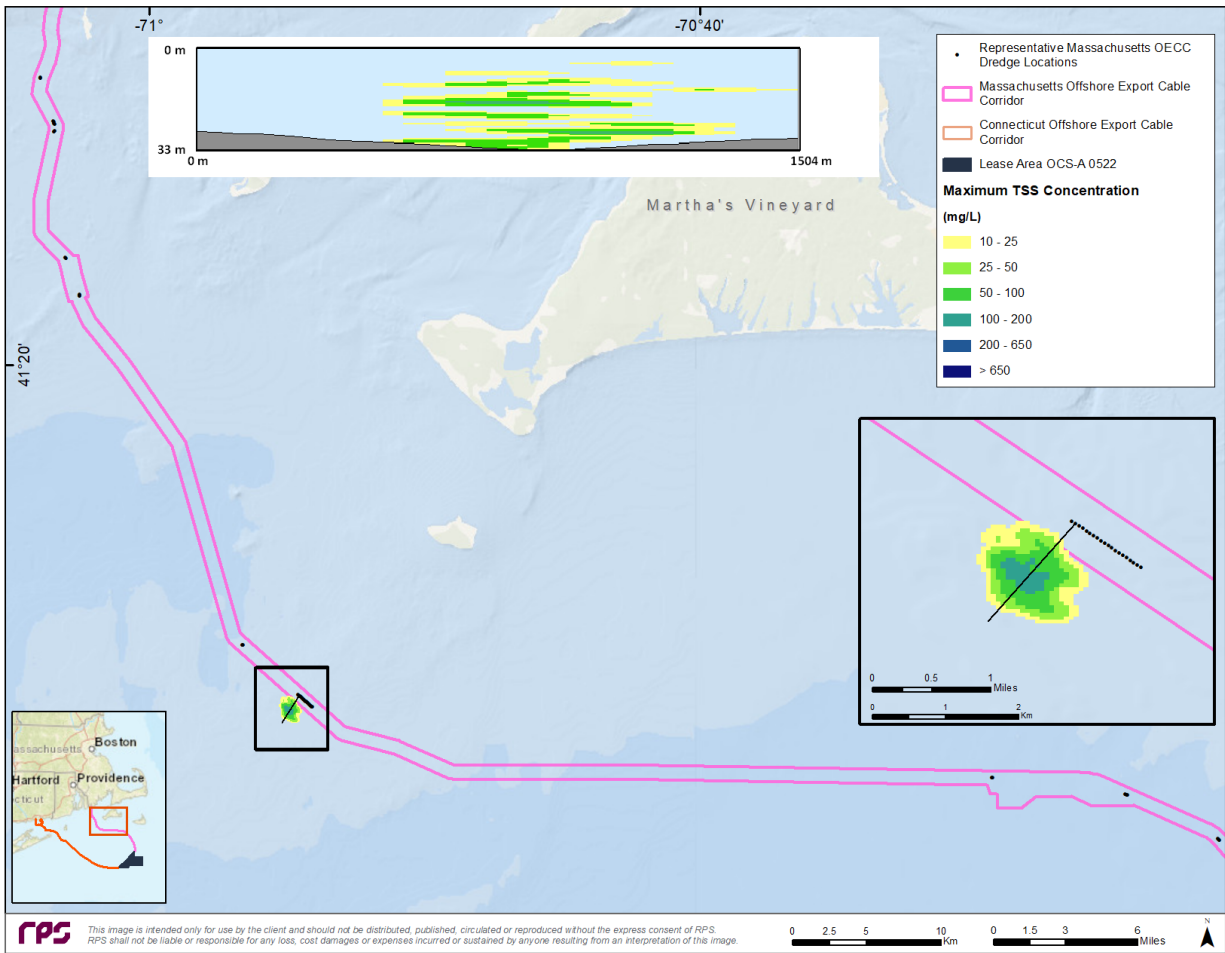 -71°
-70°40'
0 m
33 m
0 m
1504 m
Representative Massachusetts OECC
Dredge Locations
Massachusetts Offshore Export Cable
Corridor
Connecticut Offshore Export Cable
Corridor
Lease Area OCS-A 0522
Maximum TSS Concentration
(mg/L)
10 - 25
25 - 50
50 - 100
100 - 200
200 - 650
> 650
Martha's Vineyard
41°20'
0 0.5 1
Miles
0 1 2
Km
Boston
assachusetts
Hartford Providence
cticut
RPS
This image is intended only for use by the client and should not be distributed, published, circulated or reproduced without the express consent of RPS.
RPS shall not be liable or responsible for any loss, cost damages or expenses incurred or sustained by anyone resulting from an interpretation of this image.
0 2.5 5 10
Km
0 1.5 3 6
Miles
N